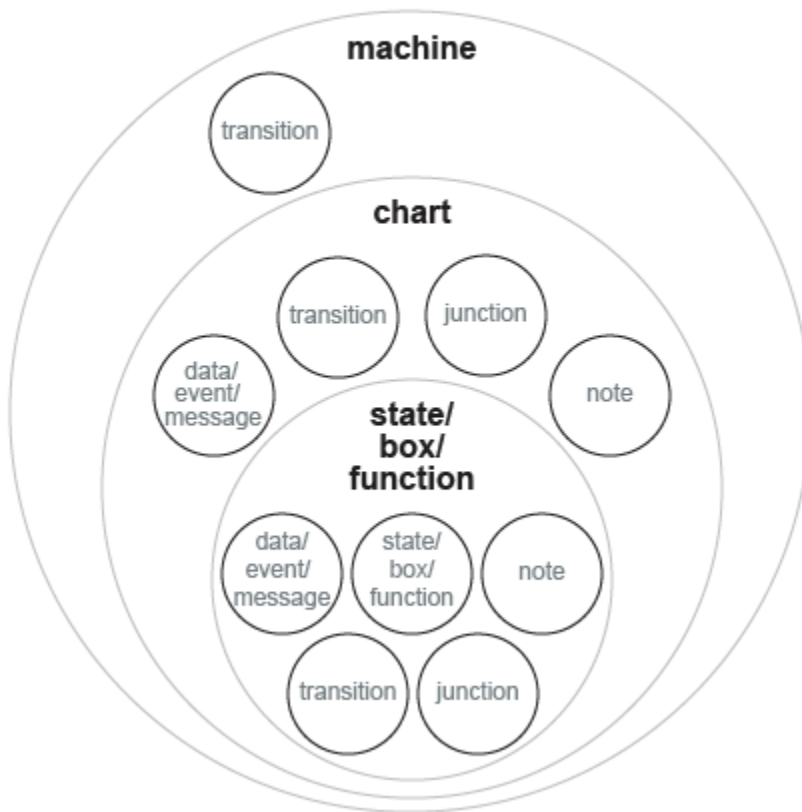 machine
transition
chart
transition
junction
data/
event/
message
note
state/
box/
function
data/
event/
message
state/
box/
function
note
transition
junction